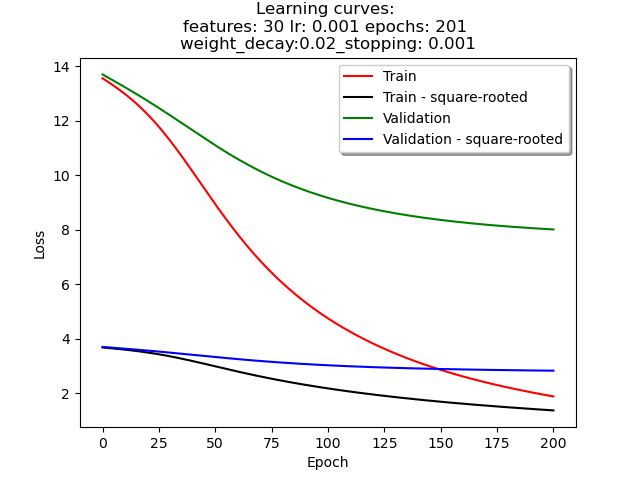 Learning curves:
features: 30 lr: 0.001 epochs: 201
weight_decay:0.02_stopping: 0.001
Train
Train - square-rooted
Validation
Validation - square-rooted
14
12
10
8
6
4
2
Loss
0
25
50
75
100
125
150
175
200
Epoch